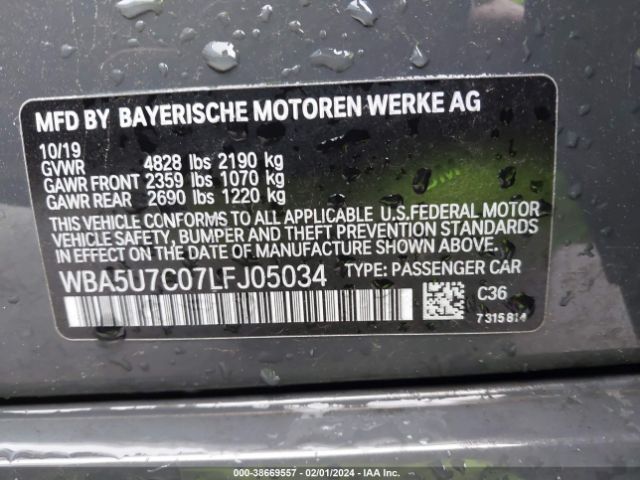 MFD BY BAYERISCHE MOTOREN WERKE AG
10/19
GVWR 4828 lbs 2190 kg
GAWR FRONT 2359 lbs 1070 kg
GAWR REAR 2690 lbs 1220 kg
THIS VEHICLE CONFORMS TO ALL APPLICABLE U.S.FEDERAL MOTOR
VEHICLE SAFETY, BUMPER AND THEFT PREVENTION STANDARDS
IN EFFECT ON THE DATE OF MANUFACTURE SHOWN ABOVE.
WBA5U7C07LFJ05034 TYPE: PASSENGER CAR
C36
7315814
© - 38669557 - 02/01/2024 - IAA Inc.